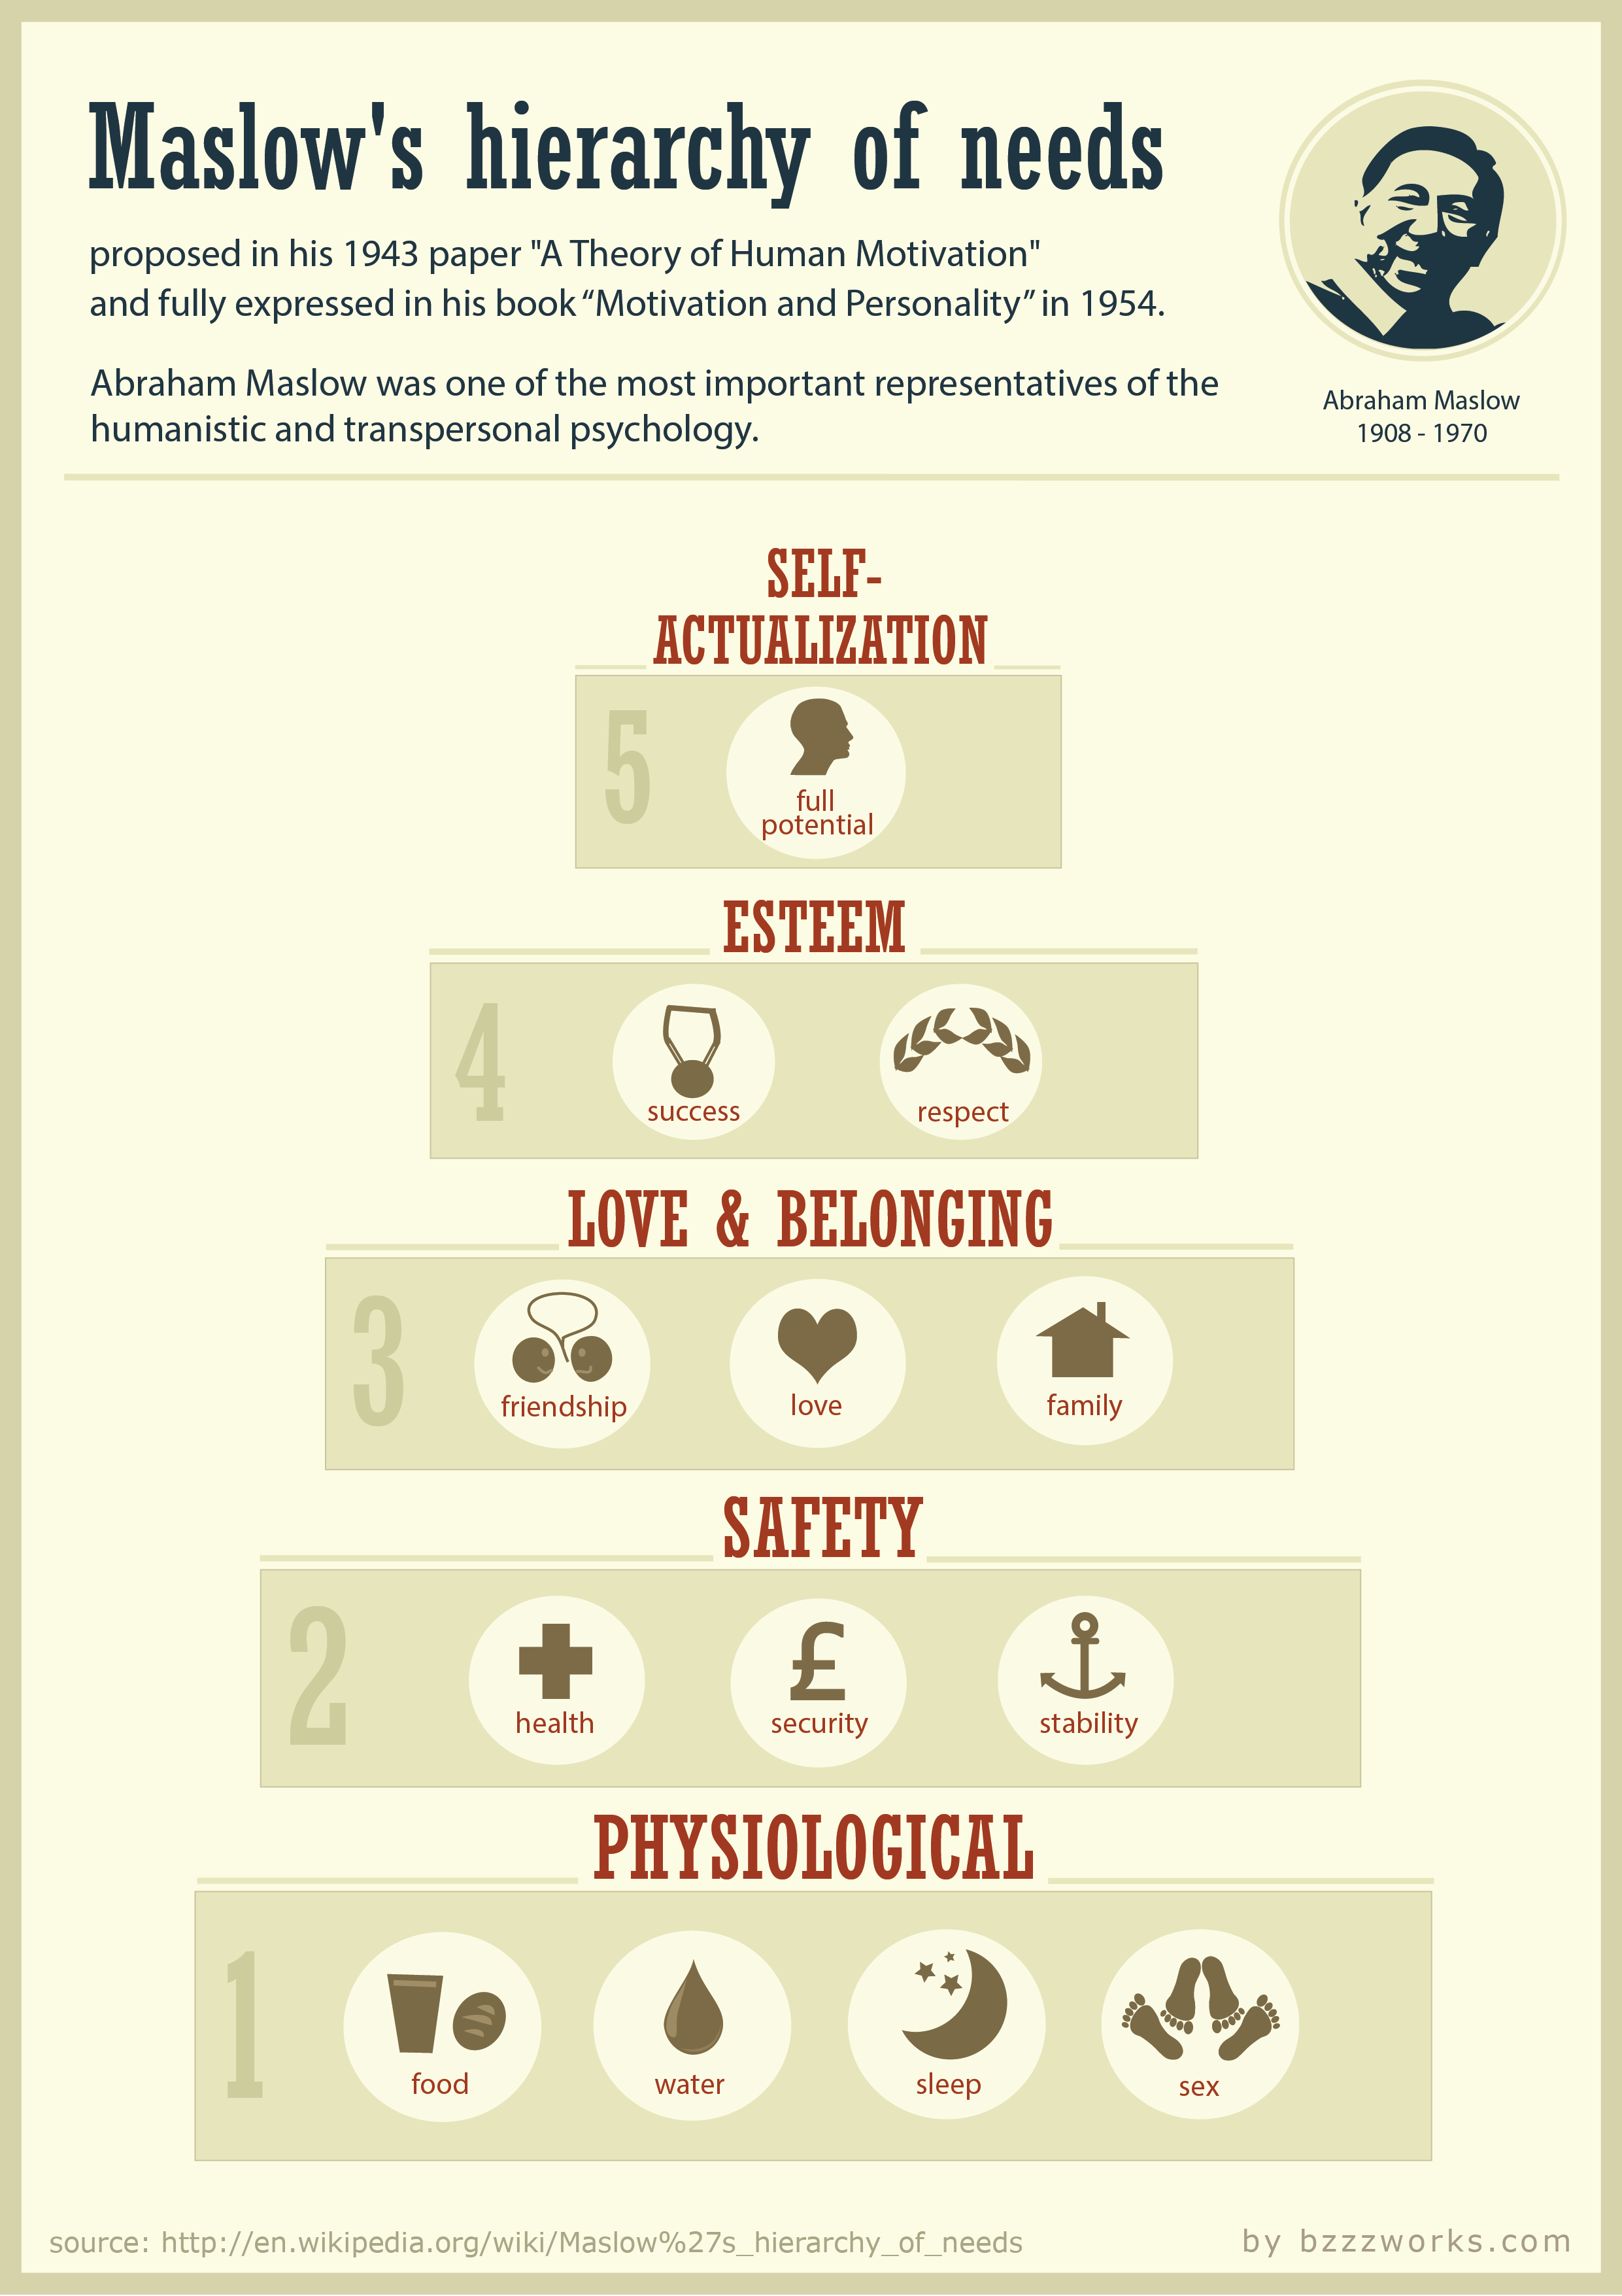 Maslow's hierarchy of needs
proposed in his 1943 paper "A Theory of Human Motivation"
and fully expressed in his book “Motivation and Personality” in 1954.
Abraham Maslow was one of the most important representatives of the
humanistic and transpersonal psychology.
Abraham Maslow
1908 - 1970
SELF-
ACTUALIZATION
5
full
potential
ESTEEM
4
success
respect
LOVE & BELONGING
3
friendship
love
family
SAFETY
2
£
health
security
stability
PHYSIOLOGICAL
1
food
water
sleep
sex
source: http://en.wikipedia.org/wiki/Maslow%27s_hierarchy_of_needs
by bzzzworks.com